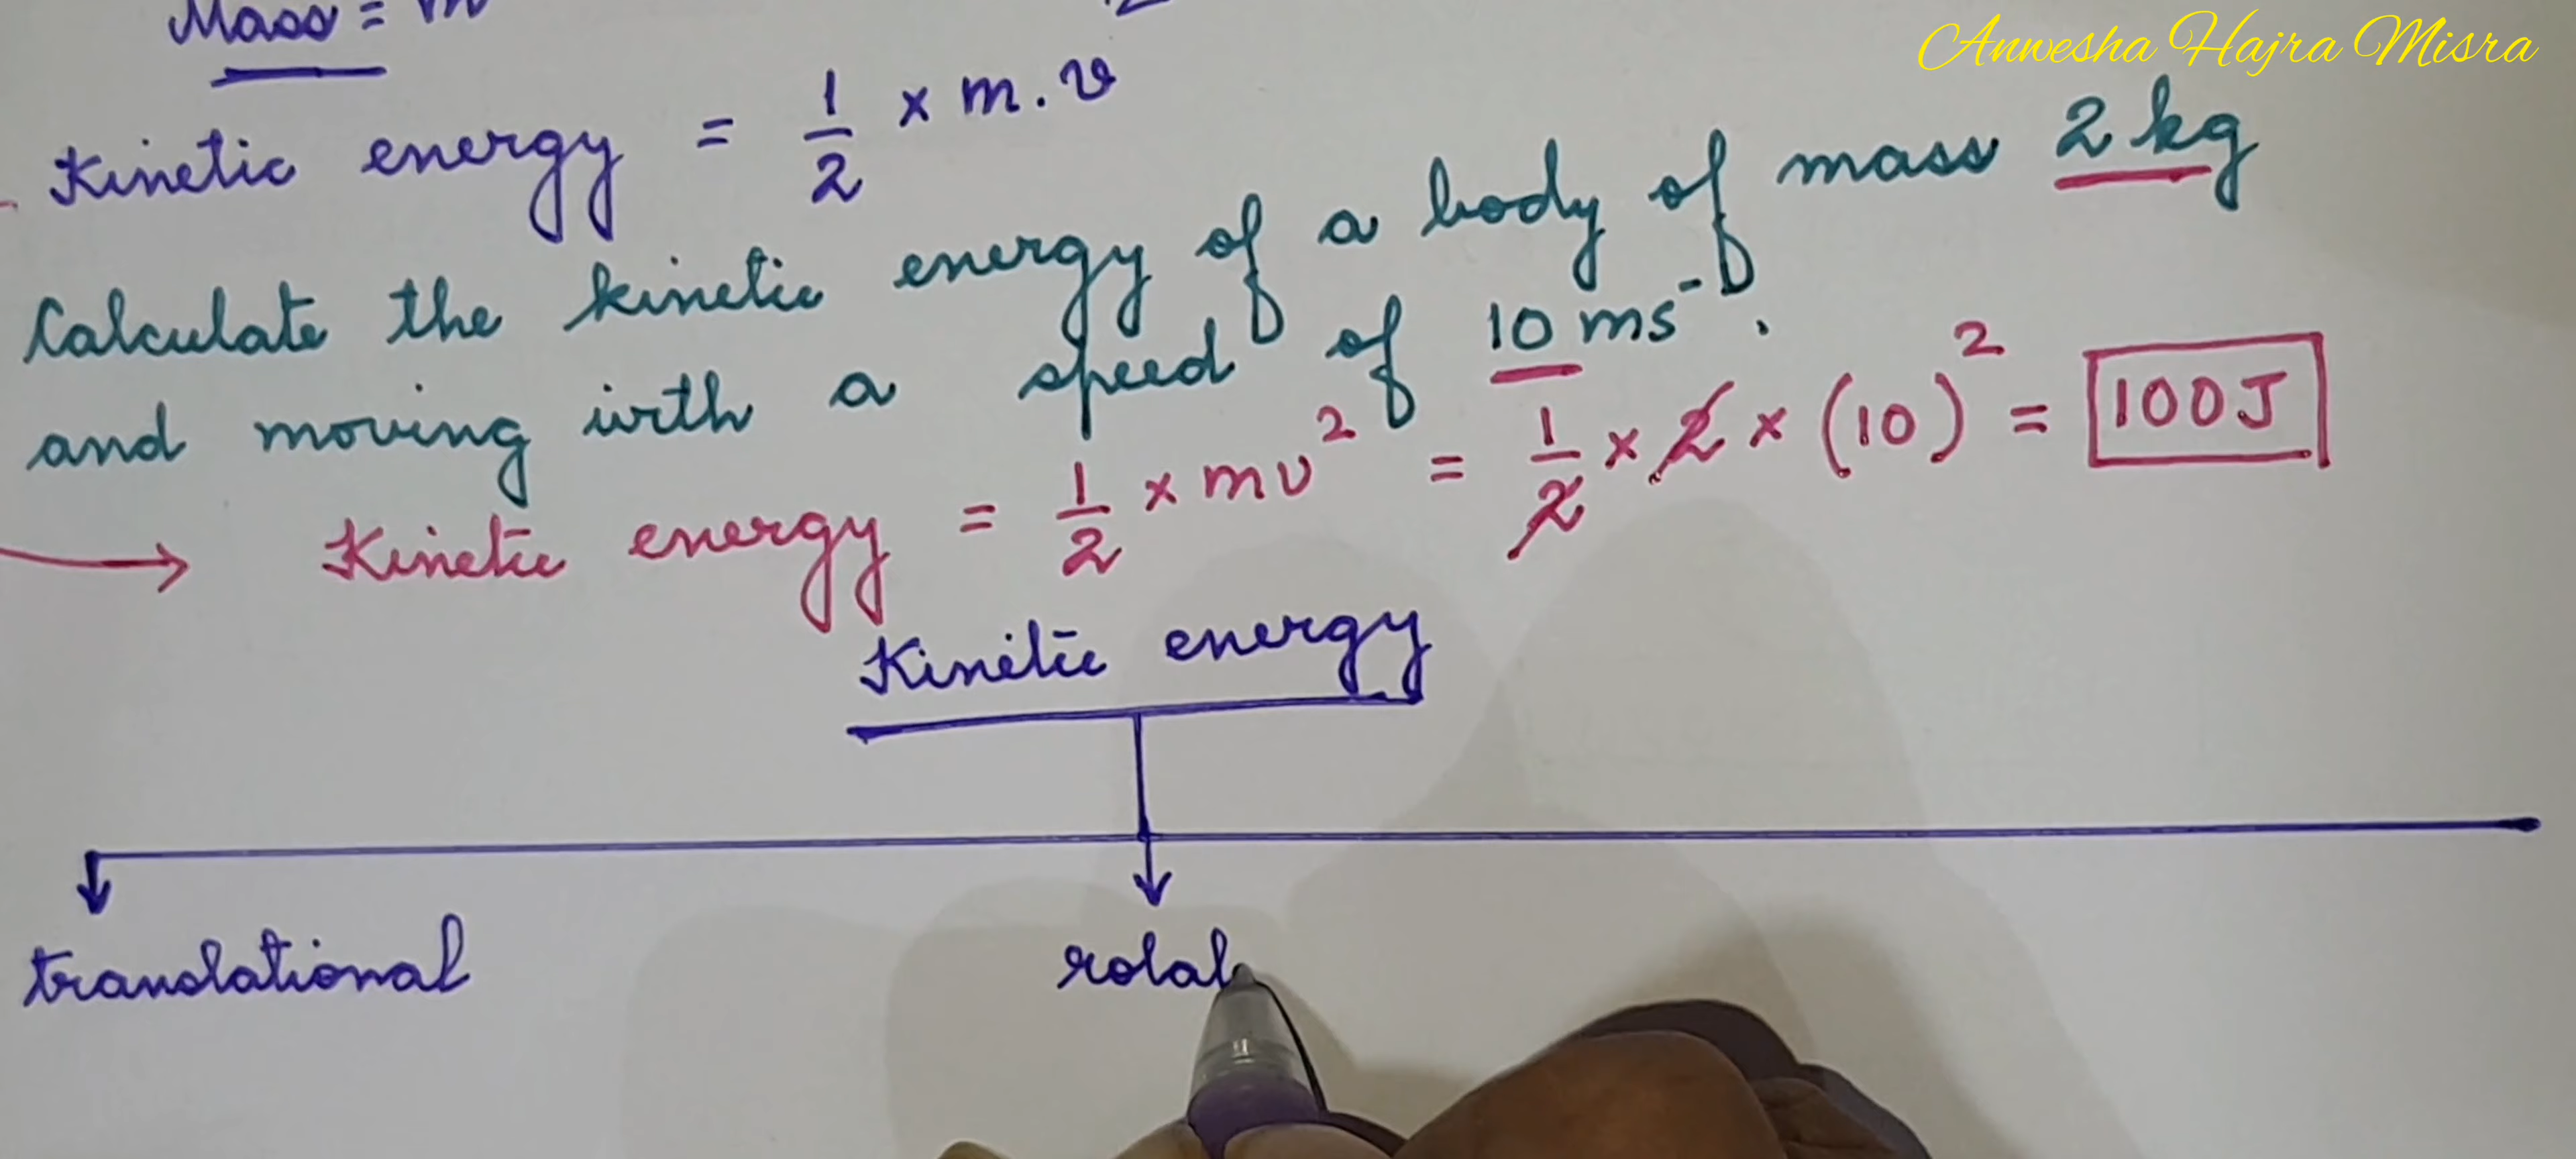 Anwesha Hajra Misra
Mass = m
Kinetic energy = 1/2 × m.v
Calculate the kinetic energy of a body of mass 2 kg
and moving with a speed of 10 ms⁻.
→ Kinetic energy = 1/2 × mv² = 1/2 × 2 × (10)² = 100J
Kinetic energy
translational rotat